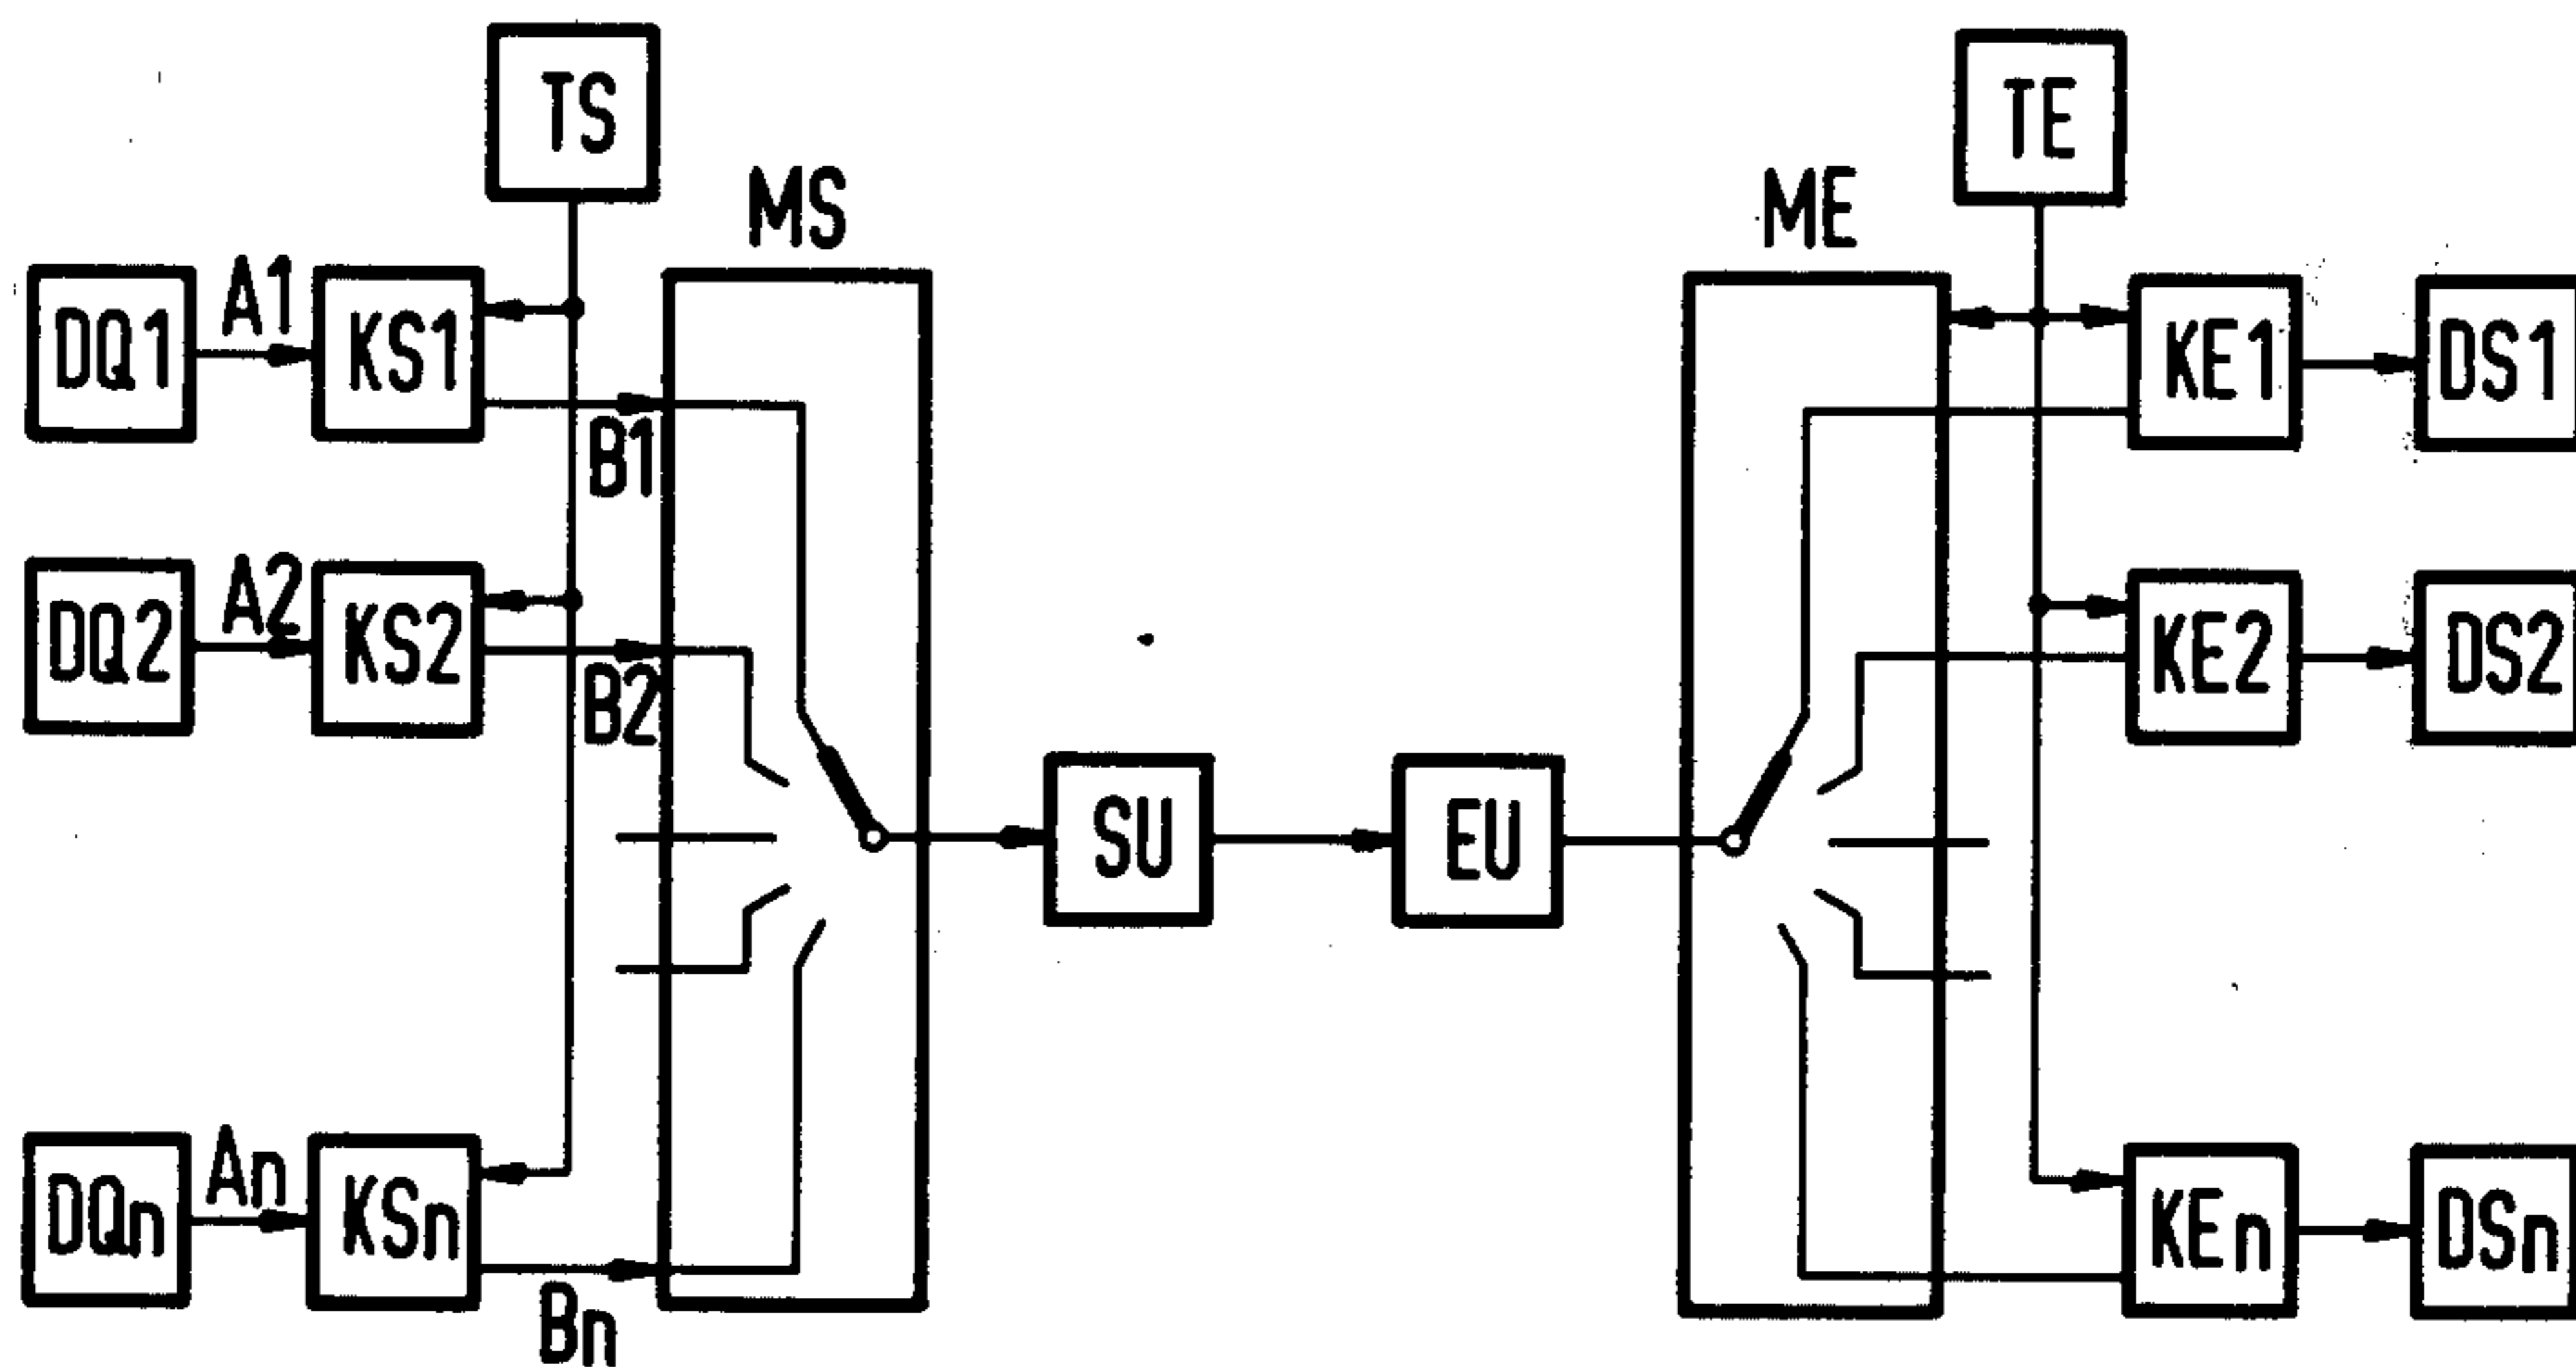 TS
TE
MS
ME
DQ1 A1 KS1
KE1 DS1
B1
DQ2 A2 KS2
KE2 DS2
B2
SU
EU
DQn An KSn
KEn DSn
Bn